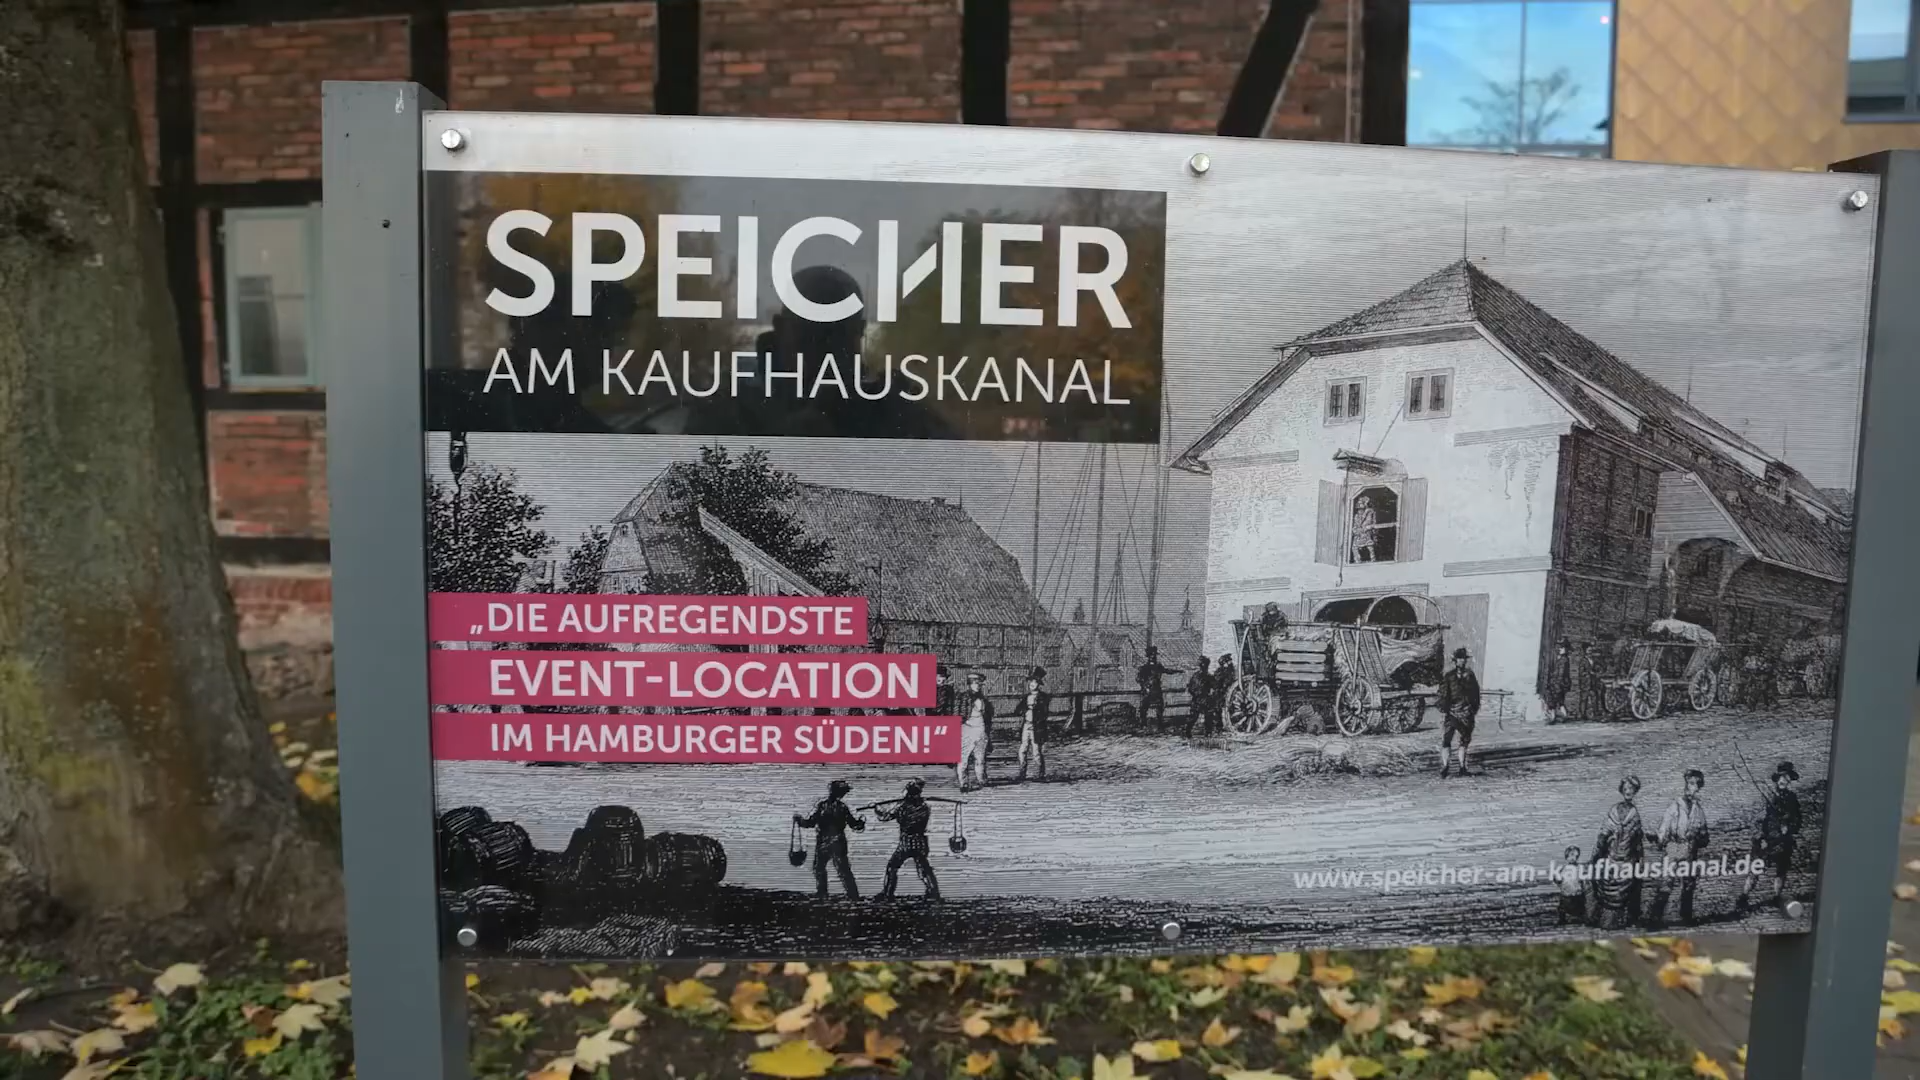 SPEICHER
AM KAUFHAUSKANAL
„DIE AUFREGENDSTE
EVENT-LOCATION
IM HAMBURGER SÜDEN!“
www.speicher-am-kaufhauskanal.de